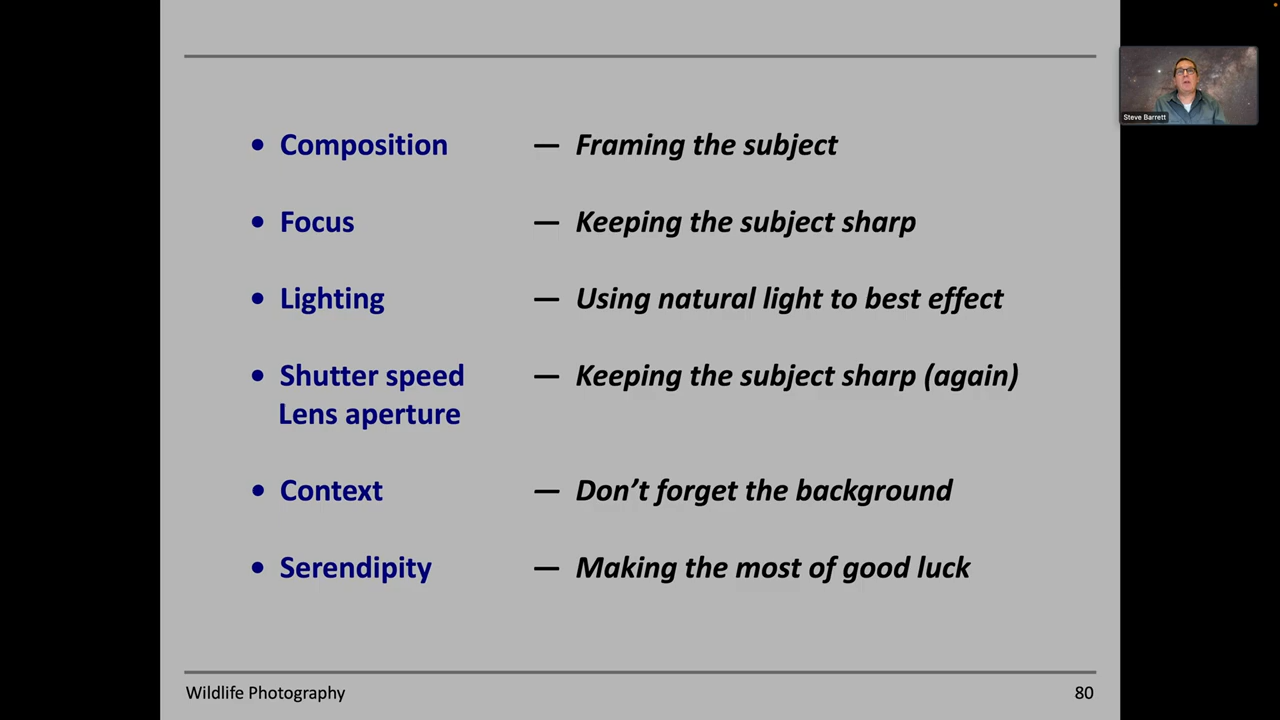 • Composition — Framing the subject
• Focus — Keeping the subject sharp
• Lighting — Using natural light to best effect
• Shutter speed — Keeping the subject sharp (again)
Lens aperture
• Context — Don’t forget the background
• Serendipity — Making the most of good luck
Wildlife Photography 80
Steve Barrett